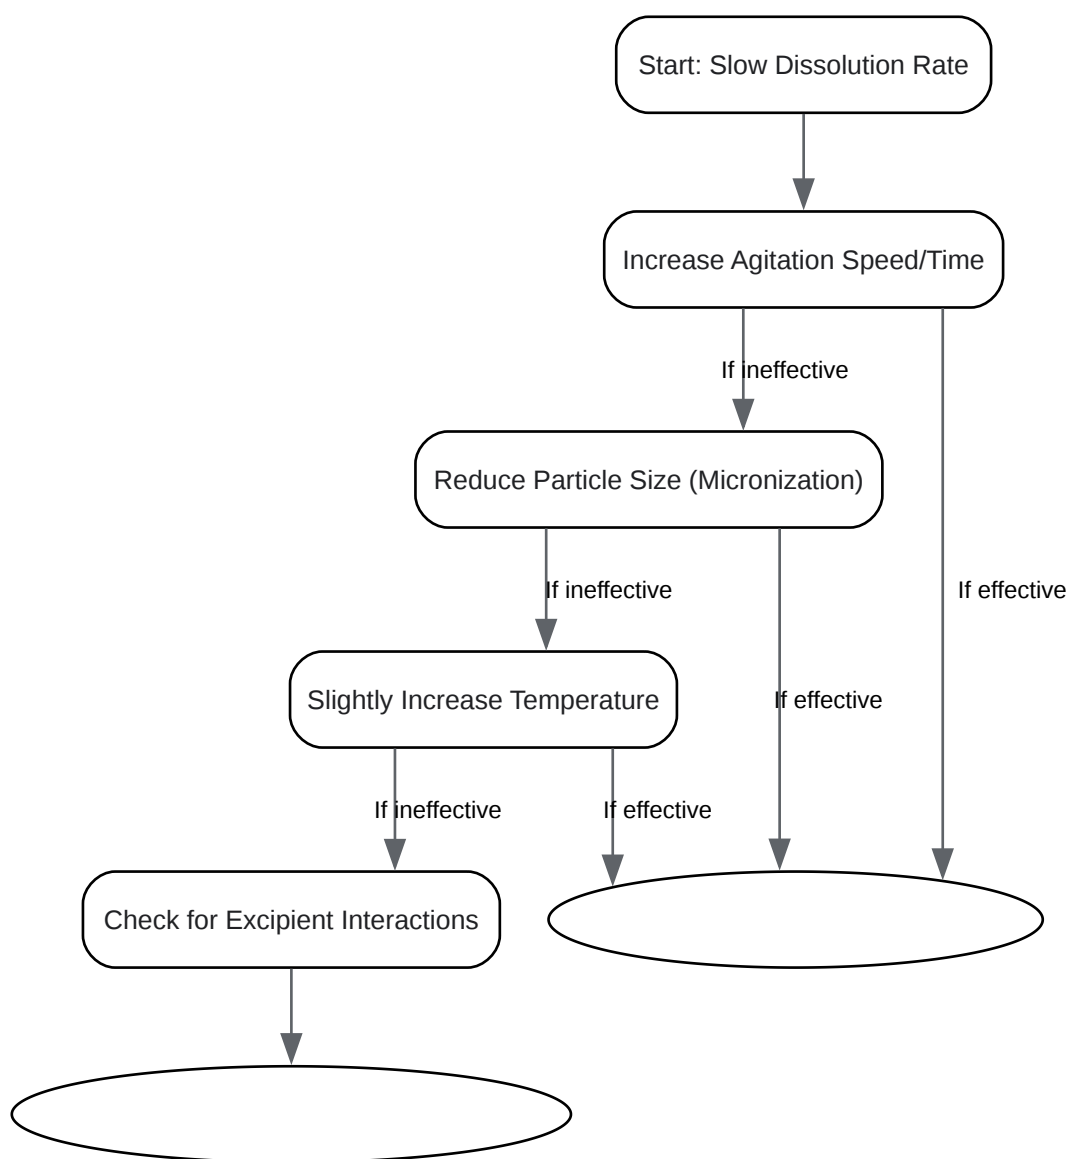 Start: Slow Dissolution Rate
Increase Agitation Speed/Time
If ineffective
Reduce Particle Size (Micronization)
If ineffective
If effective
Slightly Increase Temperature
If effective
If ineffective
If effective
Check for Excipient Interactions